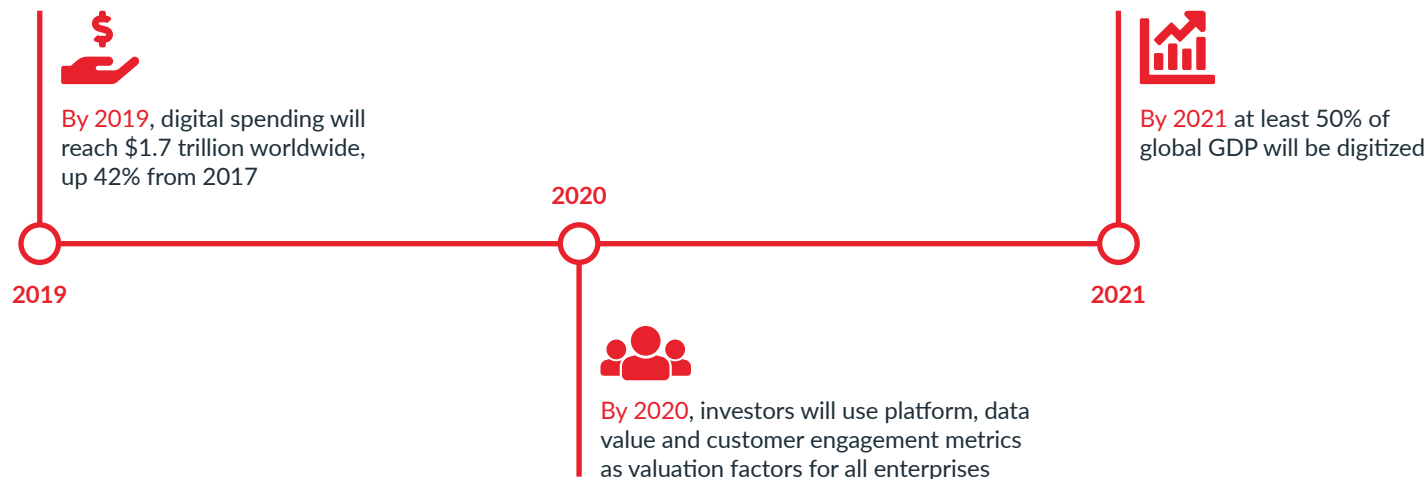 $
By 2019, digital spending will
reach $1.7 trillion worldwide,
up 42% from 2017
2019
2020
By 2020, investors will use platform, data
value and customer engagement metrics
as valuation factors for all enterprises
By 2021 at least 50% of
global GDP will be digitized
2021